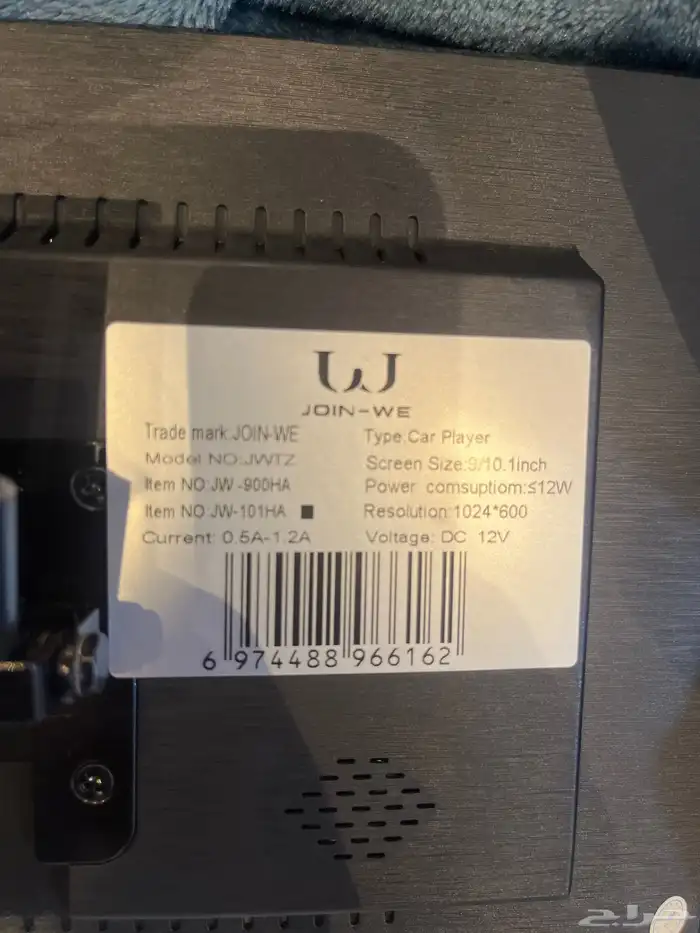 JOIN-WE
Trade mark:JOIN-WE
Type:Car Player
Model NO:JWTZ
Screen Size:9/10.1inch
Item NO:JW -900HA
Power comsuptiom:≤12W
Item NO JW-101HA ■
Resolution:1024*600
Current: 0.5A-1.2A
Voltage: DC 12V
6 974488 966162
حراج